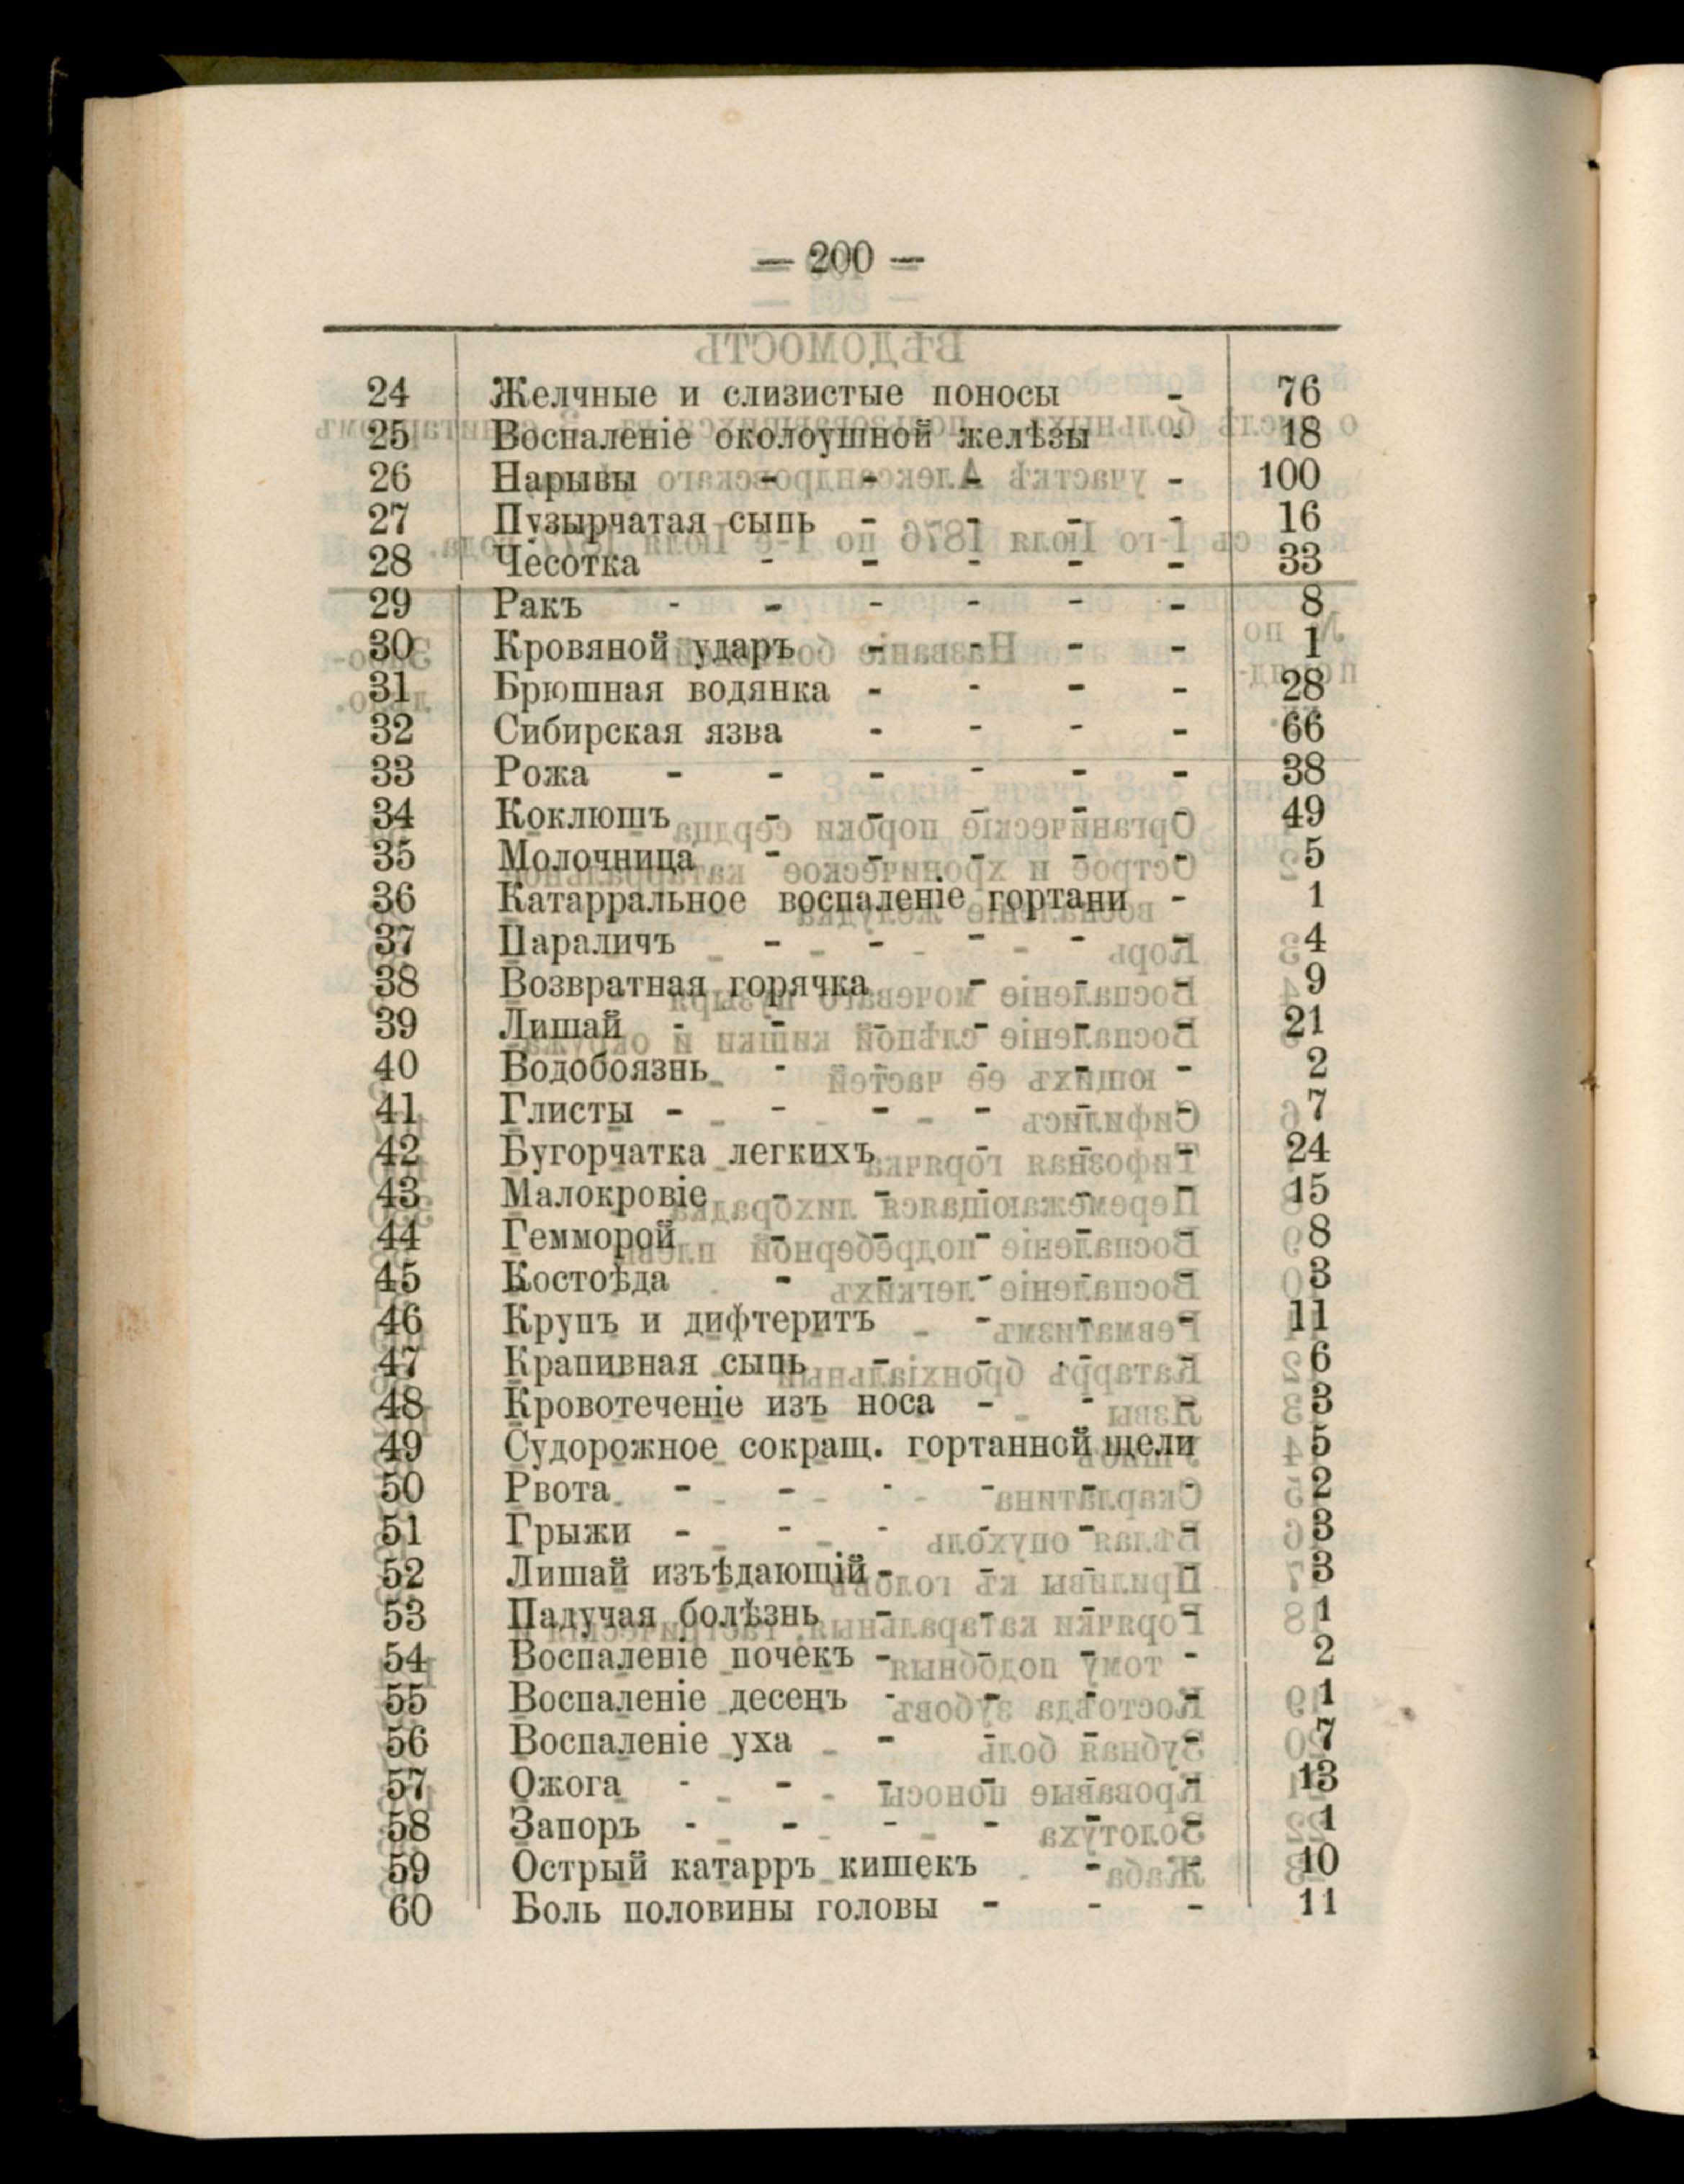 — 200 —
24 Желчные и слизистые поносы - 76
25 Воспаленіе околоушной желѣзы - 18
26 Нарывы - - - - - 100
27 Пузырчатая сыпь - - - - 16
28 Чесотка - - - - - 33
29 Ракъ - - - - - - 8
30 Кровяной ударъ - - - - 1
31 Брюшная водянка - - - - 28
32 Сибирская язва - - - - 66
33 Рожа - - - - - - 38
34 Коклюшъ - - - - - 49
35 Молочница - - - - - 5
36 Катарральное воспаленіе гортани - 1
37 Параличъ - - - - - 4
38 Возвратная горячка - - - 9
39 Лишай - - - - - - 21
40 Водобоязнь - - - - - 2
41 Глисты - - - - - - 7
42 Бугорчатка легкихъ - - - 24
43 Малокровіе - - - - - 15
44 Гемморой - - - - - 8
45 Костоѣда - - - - - 3
46 Крупъ и дифтеритъ - - - 11
47 Крапивная сыпь - - - - 6
48 Кровотеченіе изъ носа - - - 3
49 Судорожное сокращ. гортанной щели 5
50 Рвота - - - - - - 2
51 Грыжи - - - - - - 3
52 Лишай изъѣдающій - - - - 3
53 Падучая болѣзнь - - - - 1
54 Воспаленіе почекъ - - - - 2
55 Воспаленіе десенъ - - - - 1
56 Воспаленіе уха - - - - 7
57 Ожога - - - - - - 13
58 Запоръ - - - - - - 1
59 Острый катарръ кишекъ - - 10
60 Боль половины головы - - - 11